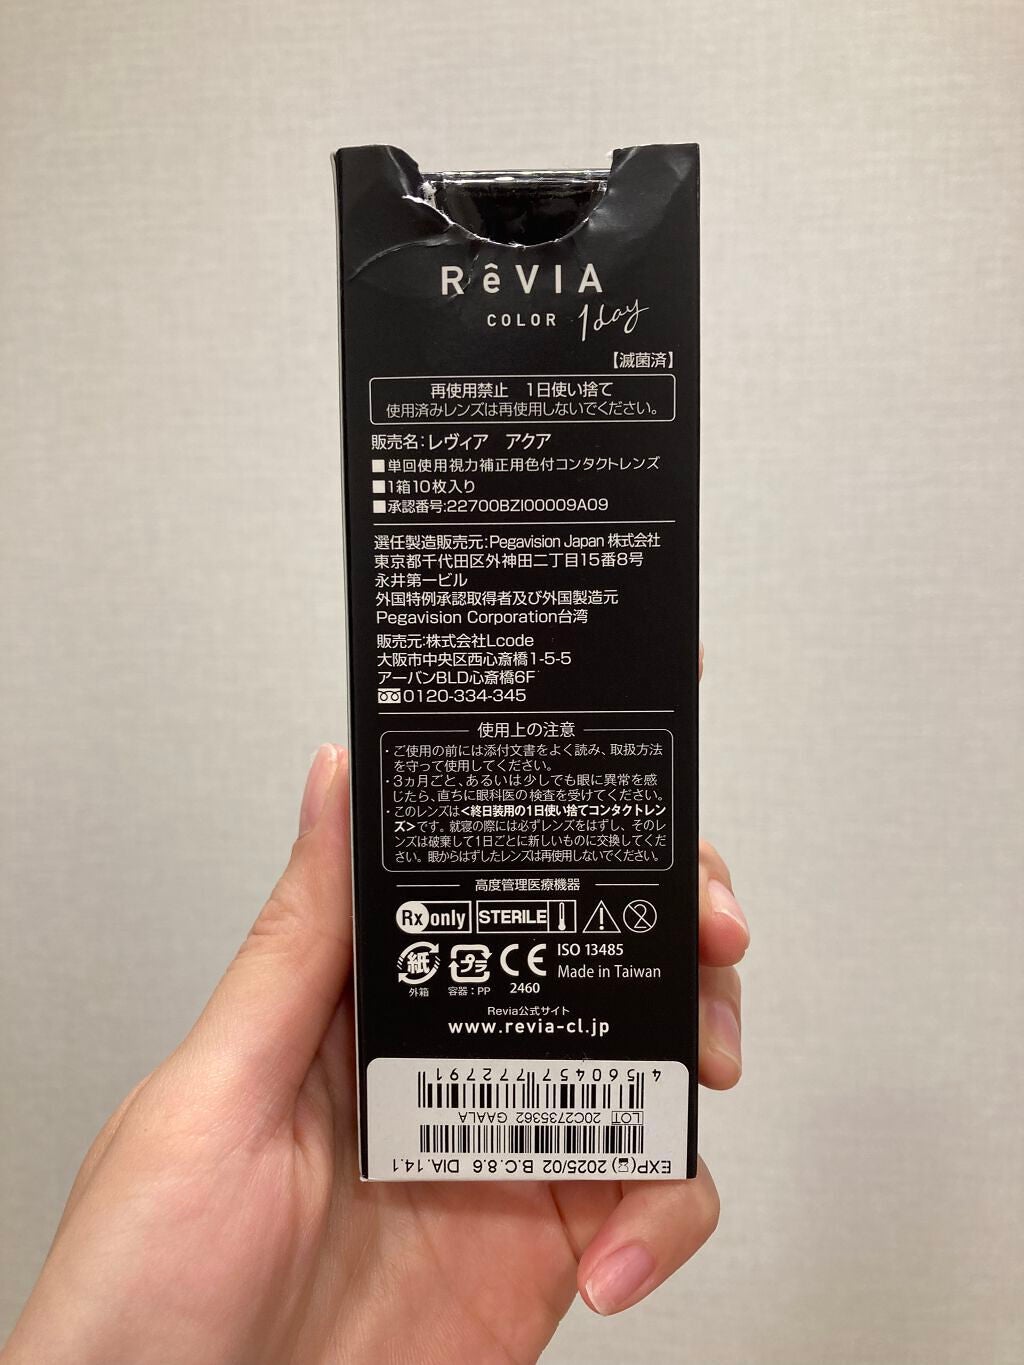 RêVIA
COLOR 1day
【滅菌済】
再使用禁止 1日使い捨て
使用済みレンズは再使用しないでください。
販売名:レヴィア アクア
■単回使用視力補正用色付コンタクトレンズ
■1箱10枚入り
■承認番号:22700BZI00009A09
選任製造販売元:Pegavision Japan 株式会社
東京都千代田区外神田二丁目15番8号
永井第一ビル
外国特例承認取得者及び外国製造元
Pegavision Corporation台湾
販売元:株式会社Lcode
大阪市中央区西心斎橋1-5-5
アーバンBLD心斎橋6F
0120-334-345
使用上の注意
・ご使用の前には添付文書をよく読み、取扱方法
を守って使用してください。
・3ヵ月ごと、あるいは少しでも眼に異常を感
じたら、直ちに眼科医の検査を受けてください。
・このレンズは<終日装用の1日使い捨てコンタクトレン
ズ>です。就寝の際には必ずレンズをはずし、そのレ
ンズは破棄して1日ごとに新しいものに交換してくだ
さい。眼からはずしたレンズは再使用しないでください。
高度管理医療機器
Rx only STERILE 2
紙 プラ CE ISO 13485
Made in Taiwan
外箱 容器:PP 2460
Revia公式サイト
www.revia-cl.jp
EXP 2025/02 B.C.8.6 DIA.14.1
LOT 20C2735362 GAALA
4560457772791